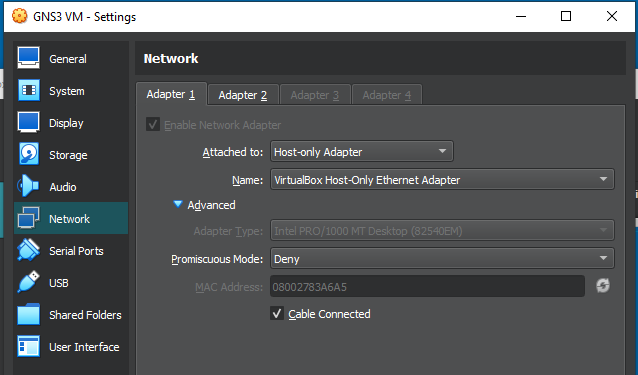 GNS3 VM - Settings
General
System
Display
Storage
Audio
Network
Serial Ports
USB
Shared Folders
User Interface
Network
Adapter 1 Adapter 2 Adapter 3 Adapter 4
Enable Network Adapter
Attached to: Host-only Adapter
Name: VirtualBox Host-Only Ethernet Adapter
Advanced
Adapter Type: Intel PRO/1000 MT Desktop (82540EM)
Promiscuous Mode: Deny
MAC Address: 08002783A6A5
Cable Connected